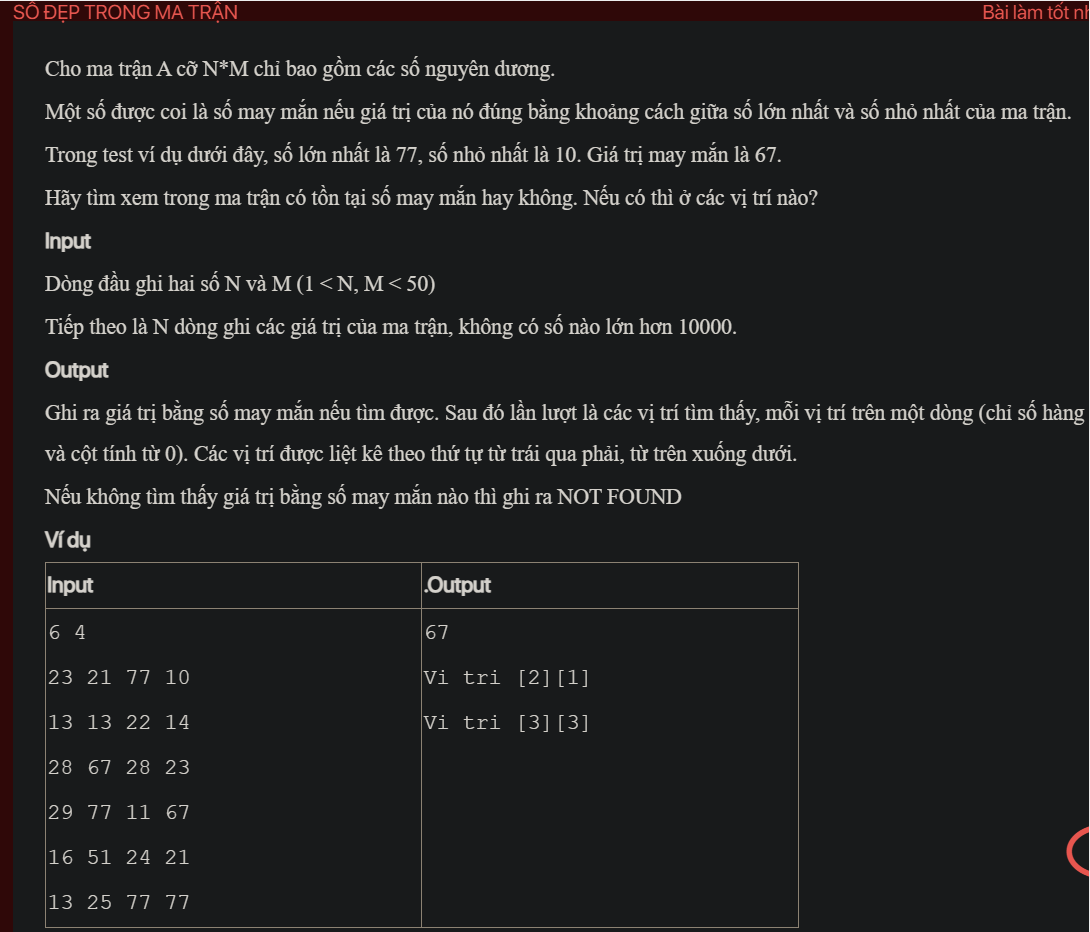 SỐ ĐẸP TRONG MA TRẬN
Bài làm tốt nh
Cho ma trận A cỡ N*M chỉ bao gồm các số nguyên dương.
Một số được coi là số may mắn nếu giá trị của nó đúng bằng khoảng cách giữa số lớn nhất và số nhỏ nhất của ma trận.
Trong test ví dụ dưới đây, số lớn nhất là 77, số nhỏ nhất là 10. Giá trị may mắn là 67.
Hãy tìm xem trong ma trận có tồn tại số may mắn hay không. Nếu có thì ở các vị trí nào?
Input
Dòng đầu ghi hai số N và M (1 < N, M < 50)
Tiếp theo là N dòng ghi các giá trị của ma trận, không có số nào lớn hơn 10000.
Output
Ghi ra giá trị bằng số may mắn nếu tìm được. Sau đó lần lượt là các vị trí tìm thấy, mỗi vị trí trên một dòng (chỉ số hàng
và cột tính từ 0). Các vị trí được liệt kê theo thứ tự từ trái qua phải, từ trên xuống dưới.
Nếu không tìm thấy giá trị bằng số may mắn nào thì ghi ra NOT FOUND
Ví dụ
Input
.Output
6 4
23 21 77 10
13 13 22 14
28 67 28 23
29 77 11 67
16 51 24 21
13 25 77 77
67
Vi tri [2][1]
Vi tri [3][3]